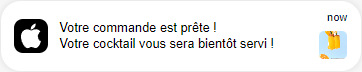 now
Votre commande est prête !
Votre cocktail vous sera bientôt servi !